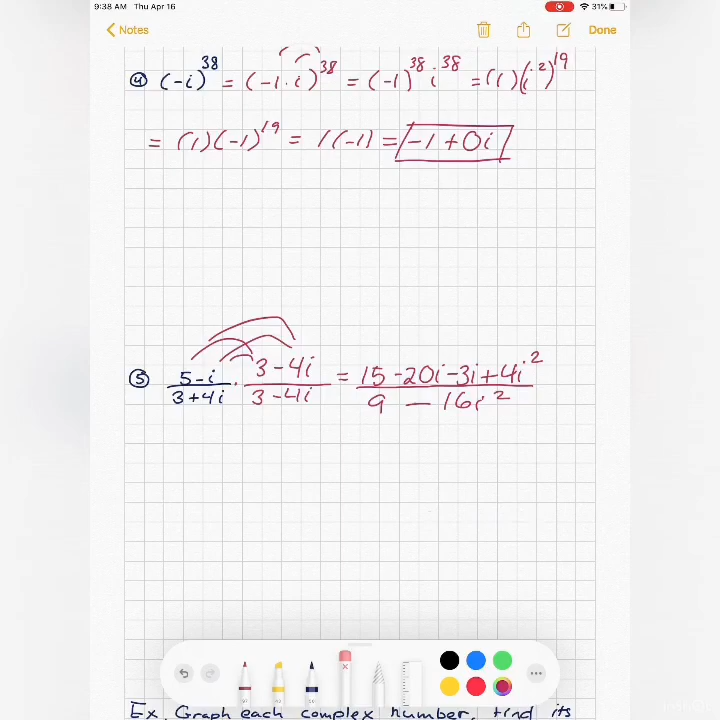 9:38 AM Thu Apr 16
31%
Notes
Done
④ (-i)^38 = (-1·i)^38 = (-1)^38 i^38 = (1)(i^2)^19
= (1)(-1)^19 = 1(-1) = -1 + 0i
⑤ (5-i)/(3+4i) · (3-4i)/(3-4i) = (15-20i-3i+4i^2)/(9 - 16i^2)
Ex. Graph each complex number, find its